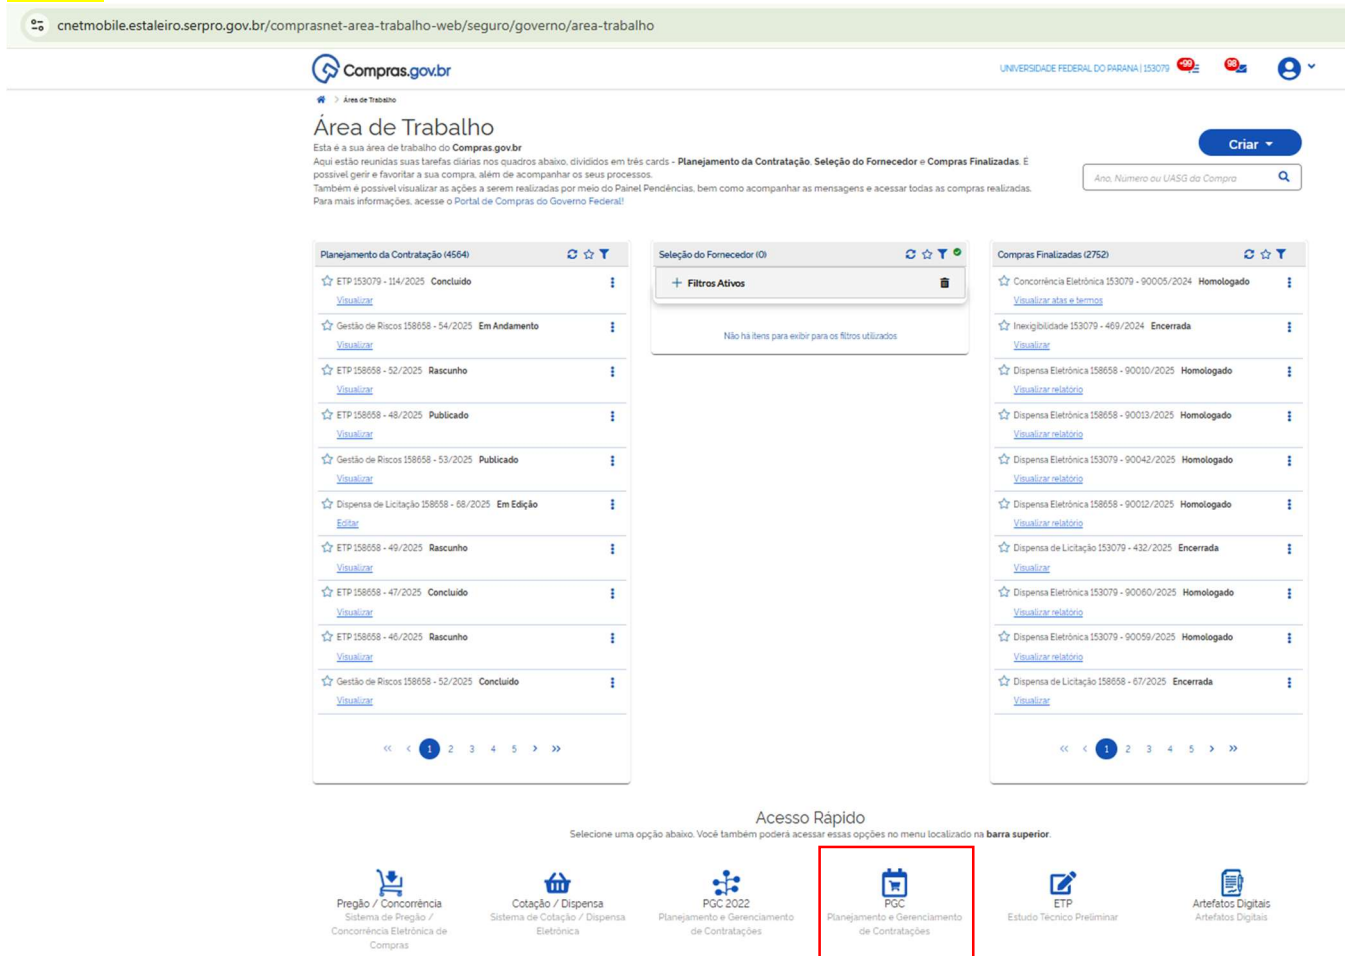 cnetmobile.estaleiro.serpro.gov.br/comprasnet-area-trabalho-web/seguro/governo/area-trabalho
Compras.gov.br
UNIVERSIDADE FEDERAL DO PARANA | 153079
+99
98
Área de Trabalho
Área de Trabalho
Criar
Esta é a sua área de trabalho do Compras.gov.br
Aqui estão reunidas suas tarefas diárias nos quadros abaixo, divididos em três cards - Planejamento da Contratação. Seleção do Fornecedor e Compras Finalizadas. É
possível gerir e favoritar a sua compra, além de acompanhar os seus processos.
Também é possível visualizar as ações a serem realizadas por meio do Painel Pendências, bem como acompanhar as mensagens e acessar todas as compras realizadas.
Para mais informações, acesse o Portal de Compras do Governo Federal!
Ano, Número ou UASG da Compra
Planejamento da Contratação (4564)
ETP 153079 - 114/2025 Concluído
Visualizar
Gestão de Riscos 158658 - 54/2025 Em Andamento
Visualizar
ETP 158658 - 52/2025 Rascunho
Visualizar
ETP 158658 - 48/2025 Publicado
Visualizar
Gestão de Riscos 158658 - 53/2025 Publicado
Visualizar
Dispensa de Licitação 158658 - 68/2025 Em Edição
Editar
ETP 158658 - 49/2025 Rascunho
Visualizar
ETP 158658 - 47/2025 Concluído
Visualizar
ETP 158658 - 46/2025 Rascunho
Visualizar
Gestão de Riscos 158658 - 52/2025 Concluído
Visualizar
« < 1 2 3 4 5 > »
Seleção do Fornecedor (0)
+ Filtros Ativos
Não há itens para exibir para os filtros utilizados
Compras Finalizadas (2752)
Concorrência Eletrônica 153079 - 90005/2024 Homologado
Visualizar atas e termos
Inexigibilidade 153079 - 469/2024 Encerrada
Visualizar
Dispensa Eletrônica 158658 - 90010/2025 Homologado
Visualizar relatório
Dispensa Eletrônica 158658 - 90013/2025 Homologado
Visualizar relatório
Dispensa Eletrônica 153079 - 90042/2025 Homologado
Visualizar relatório
Dispensa Eletrônica 158658 - 90012/2025 Homologado
Visualizar relatório
Dispensa de Licitação 153079 - 432/2025 Encerrada
Visualizar
Dispensa Eletrônica 153079 - 90060/2025 Homologado
Visualizar relatório
Dispensa Eletrônica 153079 - 90059/2025 Homologado
Visualizar relatório
Dispensa de Licitação 158658 - 67/2025 Encerrada
Visualizar
« < 1 2 3 4 5 > »
Acesso Rápido
Selecione uma opção abaixo. Você também poderá acessar essas opções no menu localizado na barra superior.
Pregão / Concorrência
Sistema de Pregão /
Concorrência Eletrônica de
Compras
Cotação / Dispensa
Sistema de Cotação / Dispensa
Eletrônica
PGC 2022
Planejamento e Gerenciamento
de Contratações
PGC
Planejamento e Gerenciamento
de Contratações
ETP
Estudo Técnico Preliminar
Artefatos Digitais
Artefatos Digitais